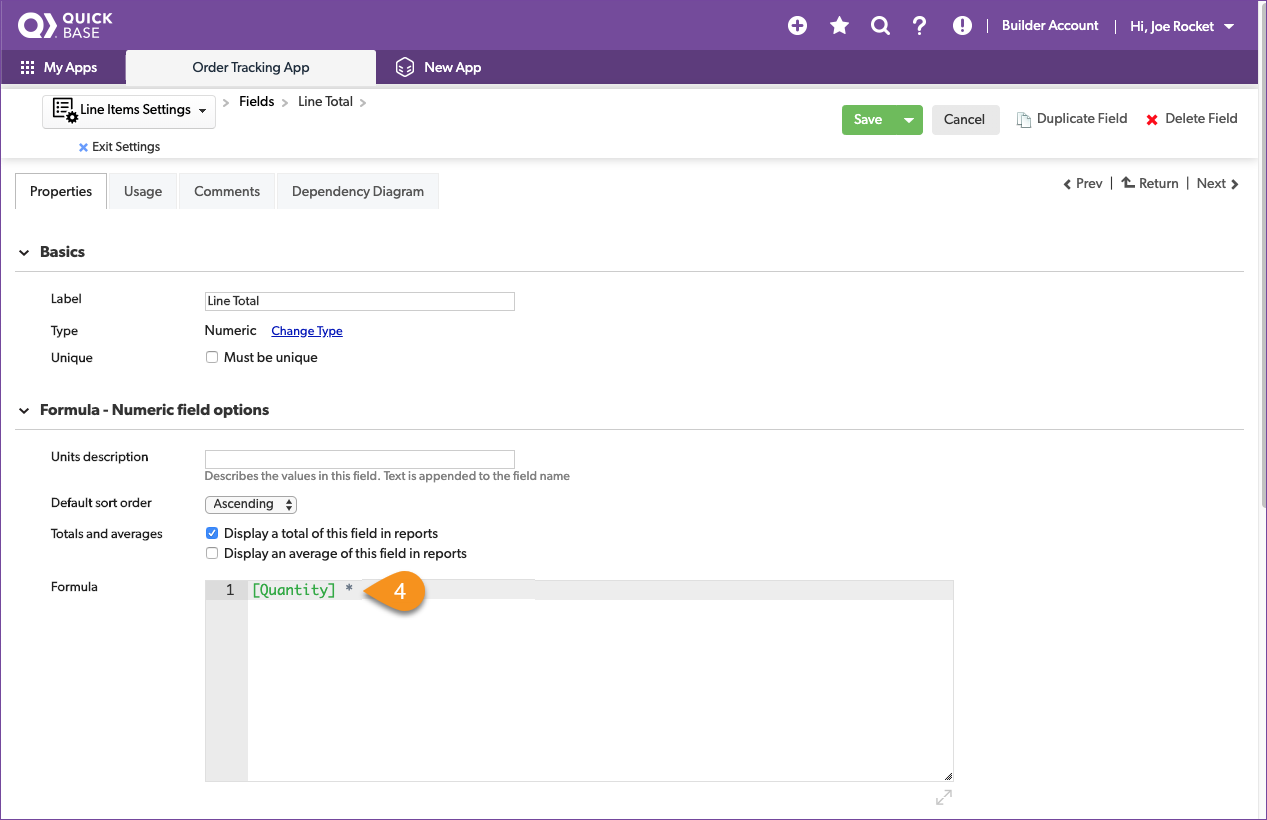 QUICK
BASE
Builder Account
Hi, Joe Rocket
My Apps
Order Tracking App
New App
Line Items Settings
Fields
Line Total
Save
Cancel
Duplicate Field
Delete Field
Exit Settings
Properties
Usage
Comments
Dependency Diagram
Prev | Return | Next
Basics
Label
Line Total
Type
Numeric
Change Type
Unique
Must be unique
Formula - Numeric field options
Units description
Describes the values in this field. Text is appended to the field name
Default sort order
Ascending
Totals and averages
Display a total of this field in reports
Display an average of this field in reports
Formula
1
[Quantity] *
4